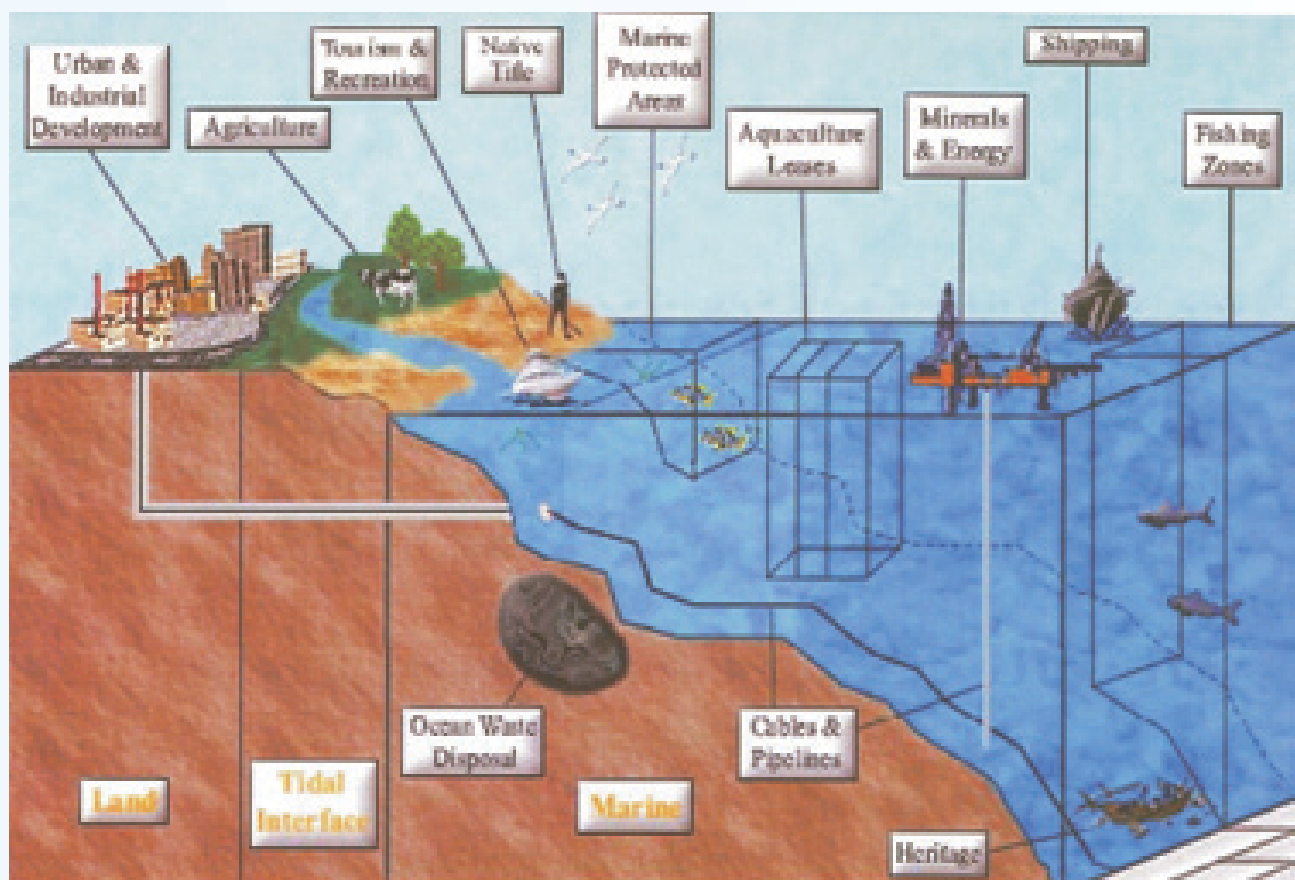 Urban &
Industrial
Development
Agriculture
Tourism &
Recreation
Native
Title
Marine
Protected
Areas
Aquaculture
Leases
Minerals
& Energy
Shipping
Fishing
Zones
Ocean Waste
Disposal
Cables &
Pipelines
Heritage
Land
Tidal
Interface
Marine